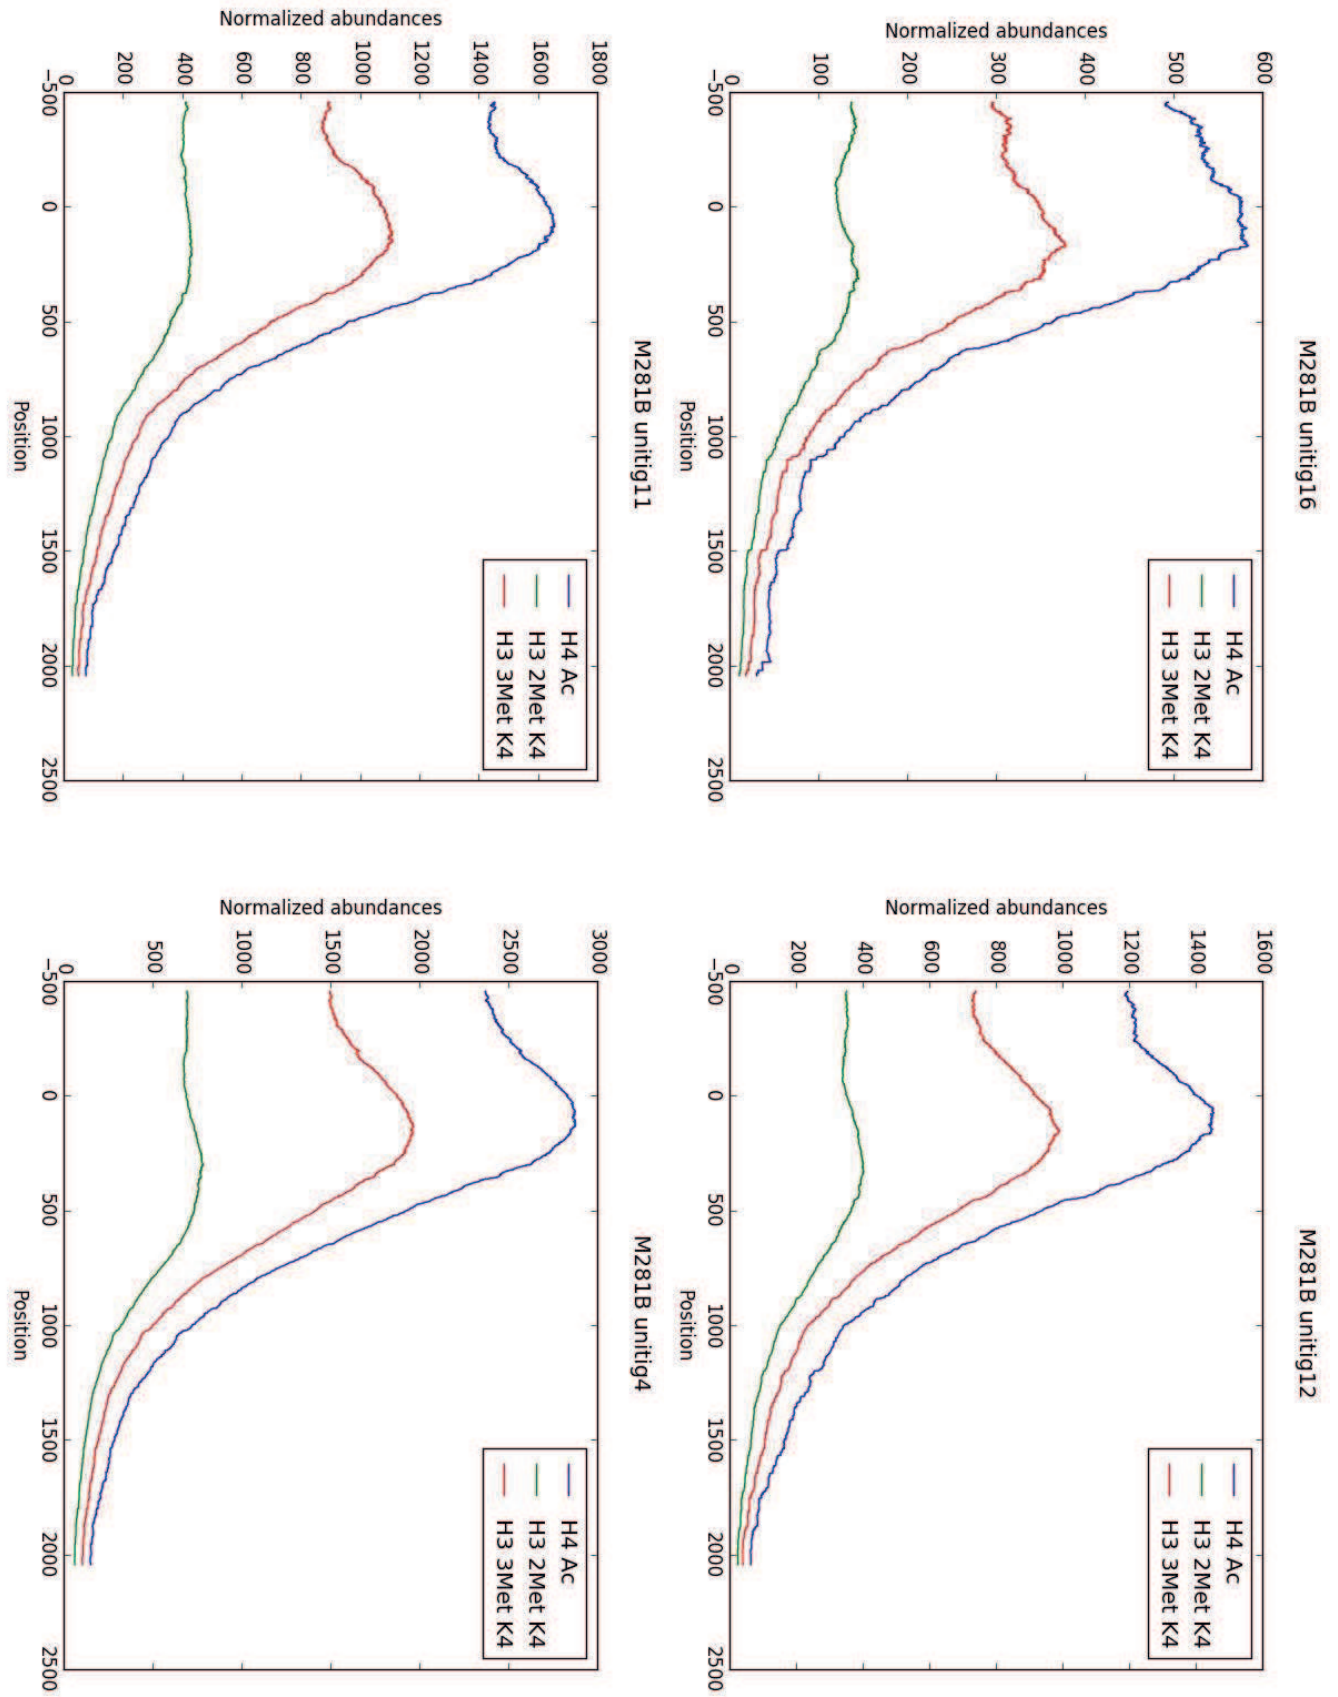 M281B unitig16
Normalized abundances
600
500
400
300
200
100
0
−500
0
500
1000
1500
2000
2500
Position
H4 Ac
H3 2Met K4
H3 3Met K4
M281B unitig12
Normalized abundances
1600
1400
1200
1000
800
600
400
200
0
−500
0
500
1000
1500
2000
2500
Position
H4 Ac
H3 2Met K4
H3 3Met K4
M281B unitig11
Normalized abundances
1800
1600
1400
1200
1000
800
600
400
200
0
−500
0
500
1000
1500
2000
2500
Position
H4 Ac
H3 2Met K4
H3 3Met K4
M281B unitig4
Normalized abundances
3000
2500
2000
1500
1000
500
0
−500
0
500
1000
1500
2000
2500
Position
H4 Ac
H3 2Met K4
H3 3Met K4